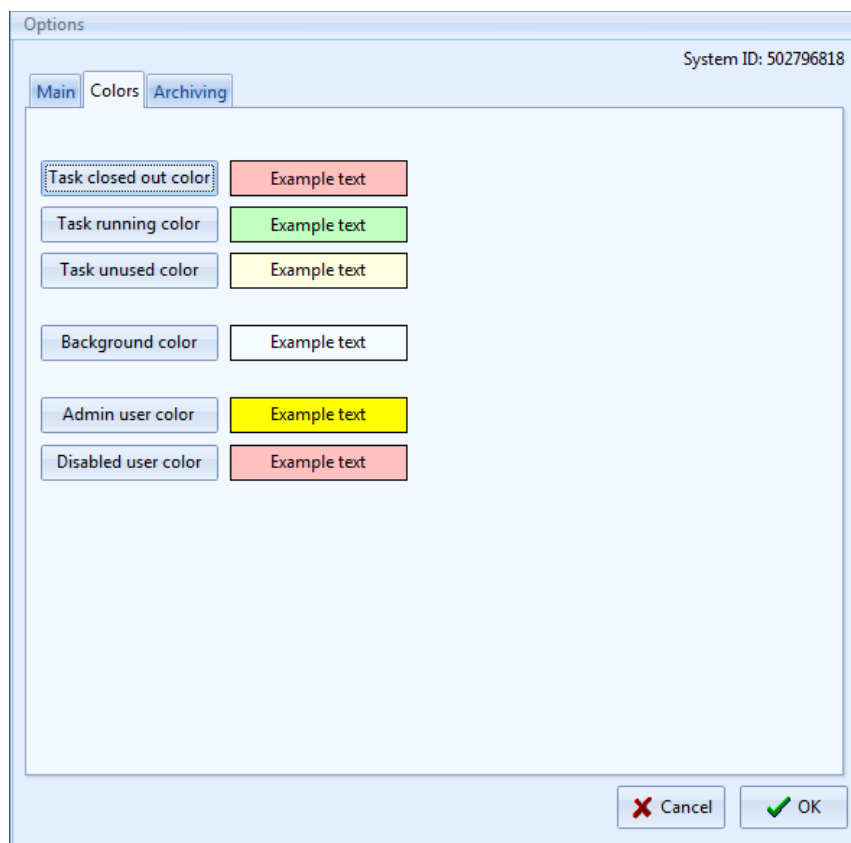 Options
System ID: 502796818
Main Colors Archiving
Task closed out color Example text
Task running color Example text
Task unused color Example text
Background color Example text
Admin user color Example text
Disabled user color Example text
Cancel OK